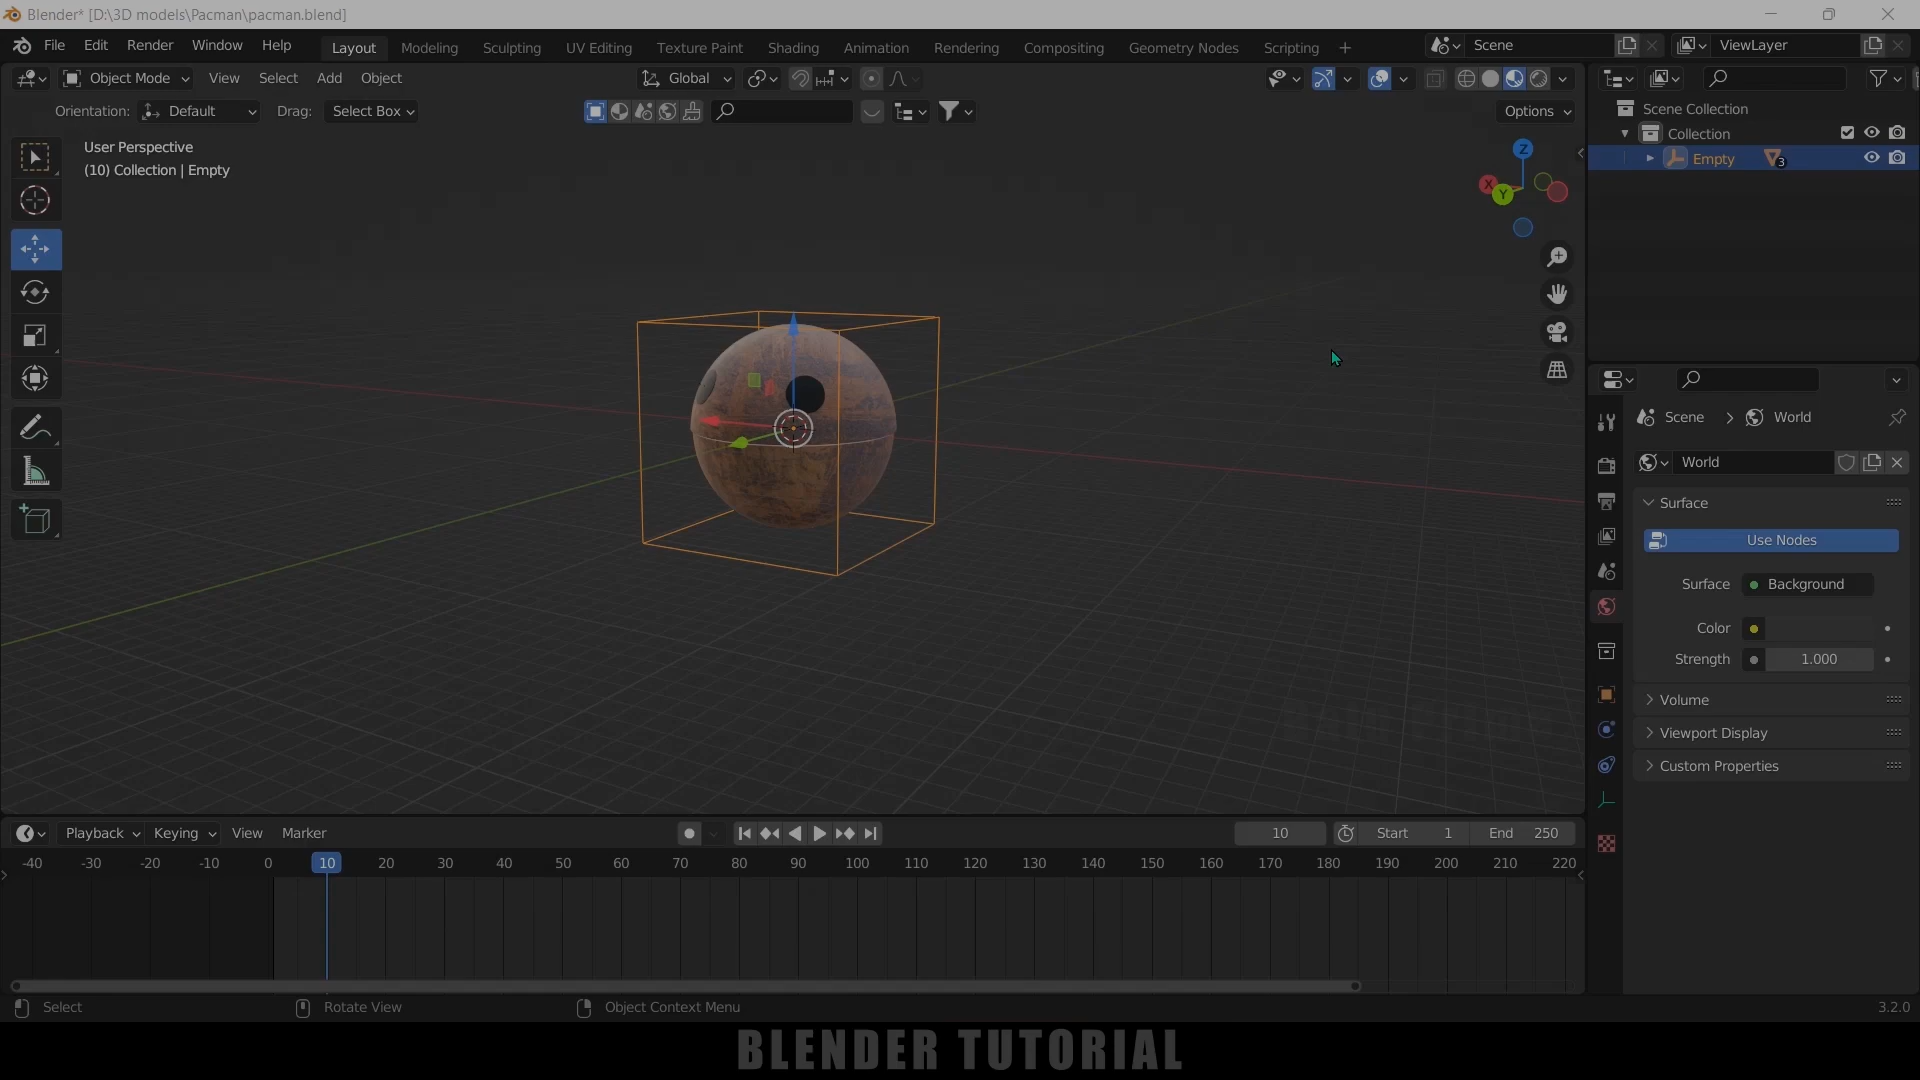 Blender* [D:\3D models\Pacman\pacman.blend]
File Edit Render Window Help
Layout Modeling Sculpting UV Editing Texture Paint Shading Animation Rendering Compositing Geometry Nodes Scripting +
Scene ViewLayer
Object Mode View Select Add Object Global
Orientation: Default Drag: Select Box Options
User Perspective
(10) Collection | Empty
Z
X
Y
Scene Collection
Collection
Empty 3
Scene > World
World
Surface
Use Nodes
Surface Background
Color
Strength 1.000
Volume
Viewport Display
Custom Properties
Playback Keying View Marker 10 Start 1 End 250
-40 -30 -20 -10 0 10 20 30 40 50 60 70 80 90 100 110 120 130 140 150 160 170 180 190 200 210 220
Select Rotate View Object Context Menu 3.2.0
BLENDER TUTORIAL